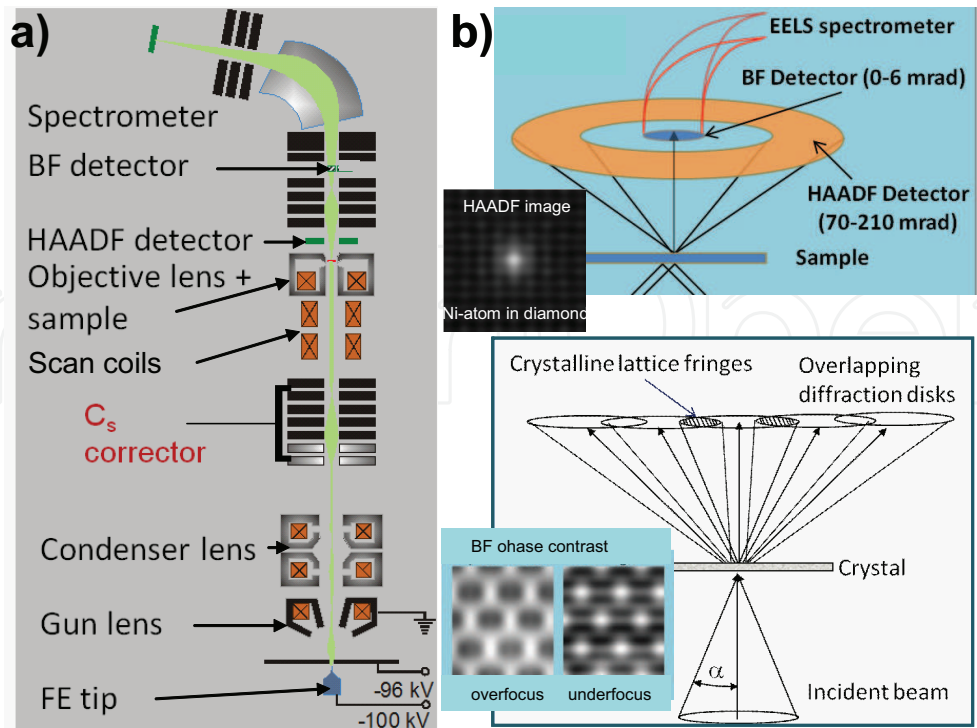 a)
Spectrometer
BF detector
HAADF detector
Objective lens +
sample
Scan coils
Cs
corrector
Condenser lens
Gun lens
FE tip
-96 kV
-100 kV
b)
EELS spectrometer
BF Detector (0-6 mrad)
HAADF Detector
(70-210 mrad)
Sample
HAADF image
Ni-atom in diamond
Crystalline lattice fringes
Overlapping
diffraction disks
Crystal
α
Incident beam
BF ohase contrast
overfocus
underfocus